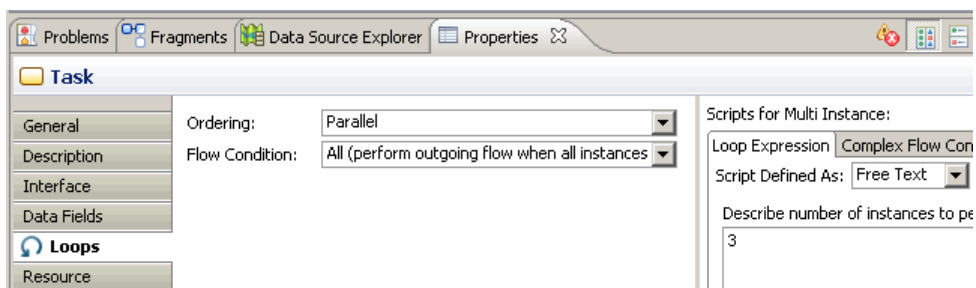 Problems Fragments Data Source Explorer Properties
Task
General
Description
Interface
Data Fields
Loops
Resource
Ordering: Parallel
Flow Condition: All (perform outgoing flow when all instances
Scripts for Multi Instance:
Loop Expression Complex Flow Con
Script Defined As: Free Text
Describe number of instances to pe
3